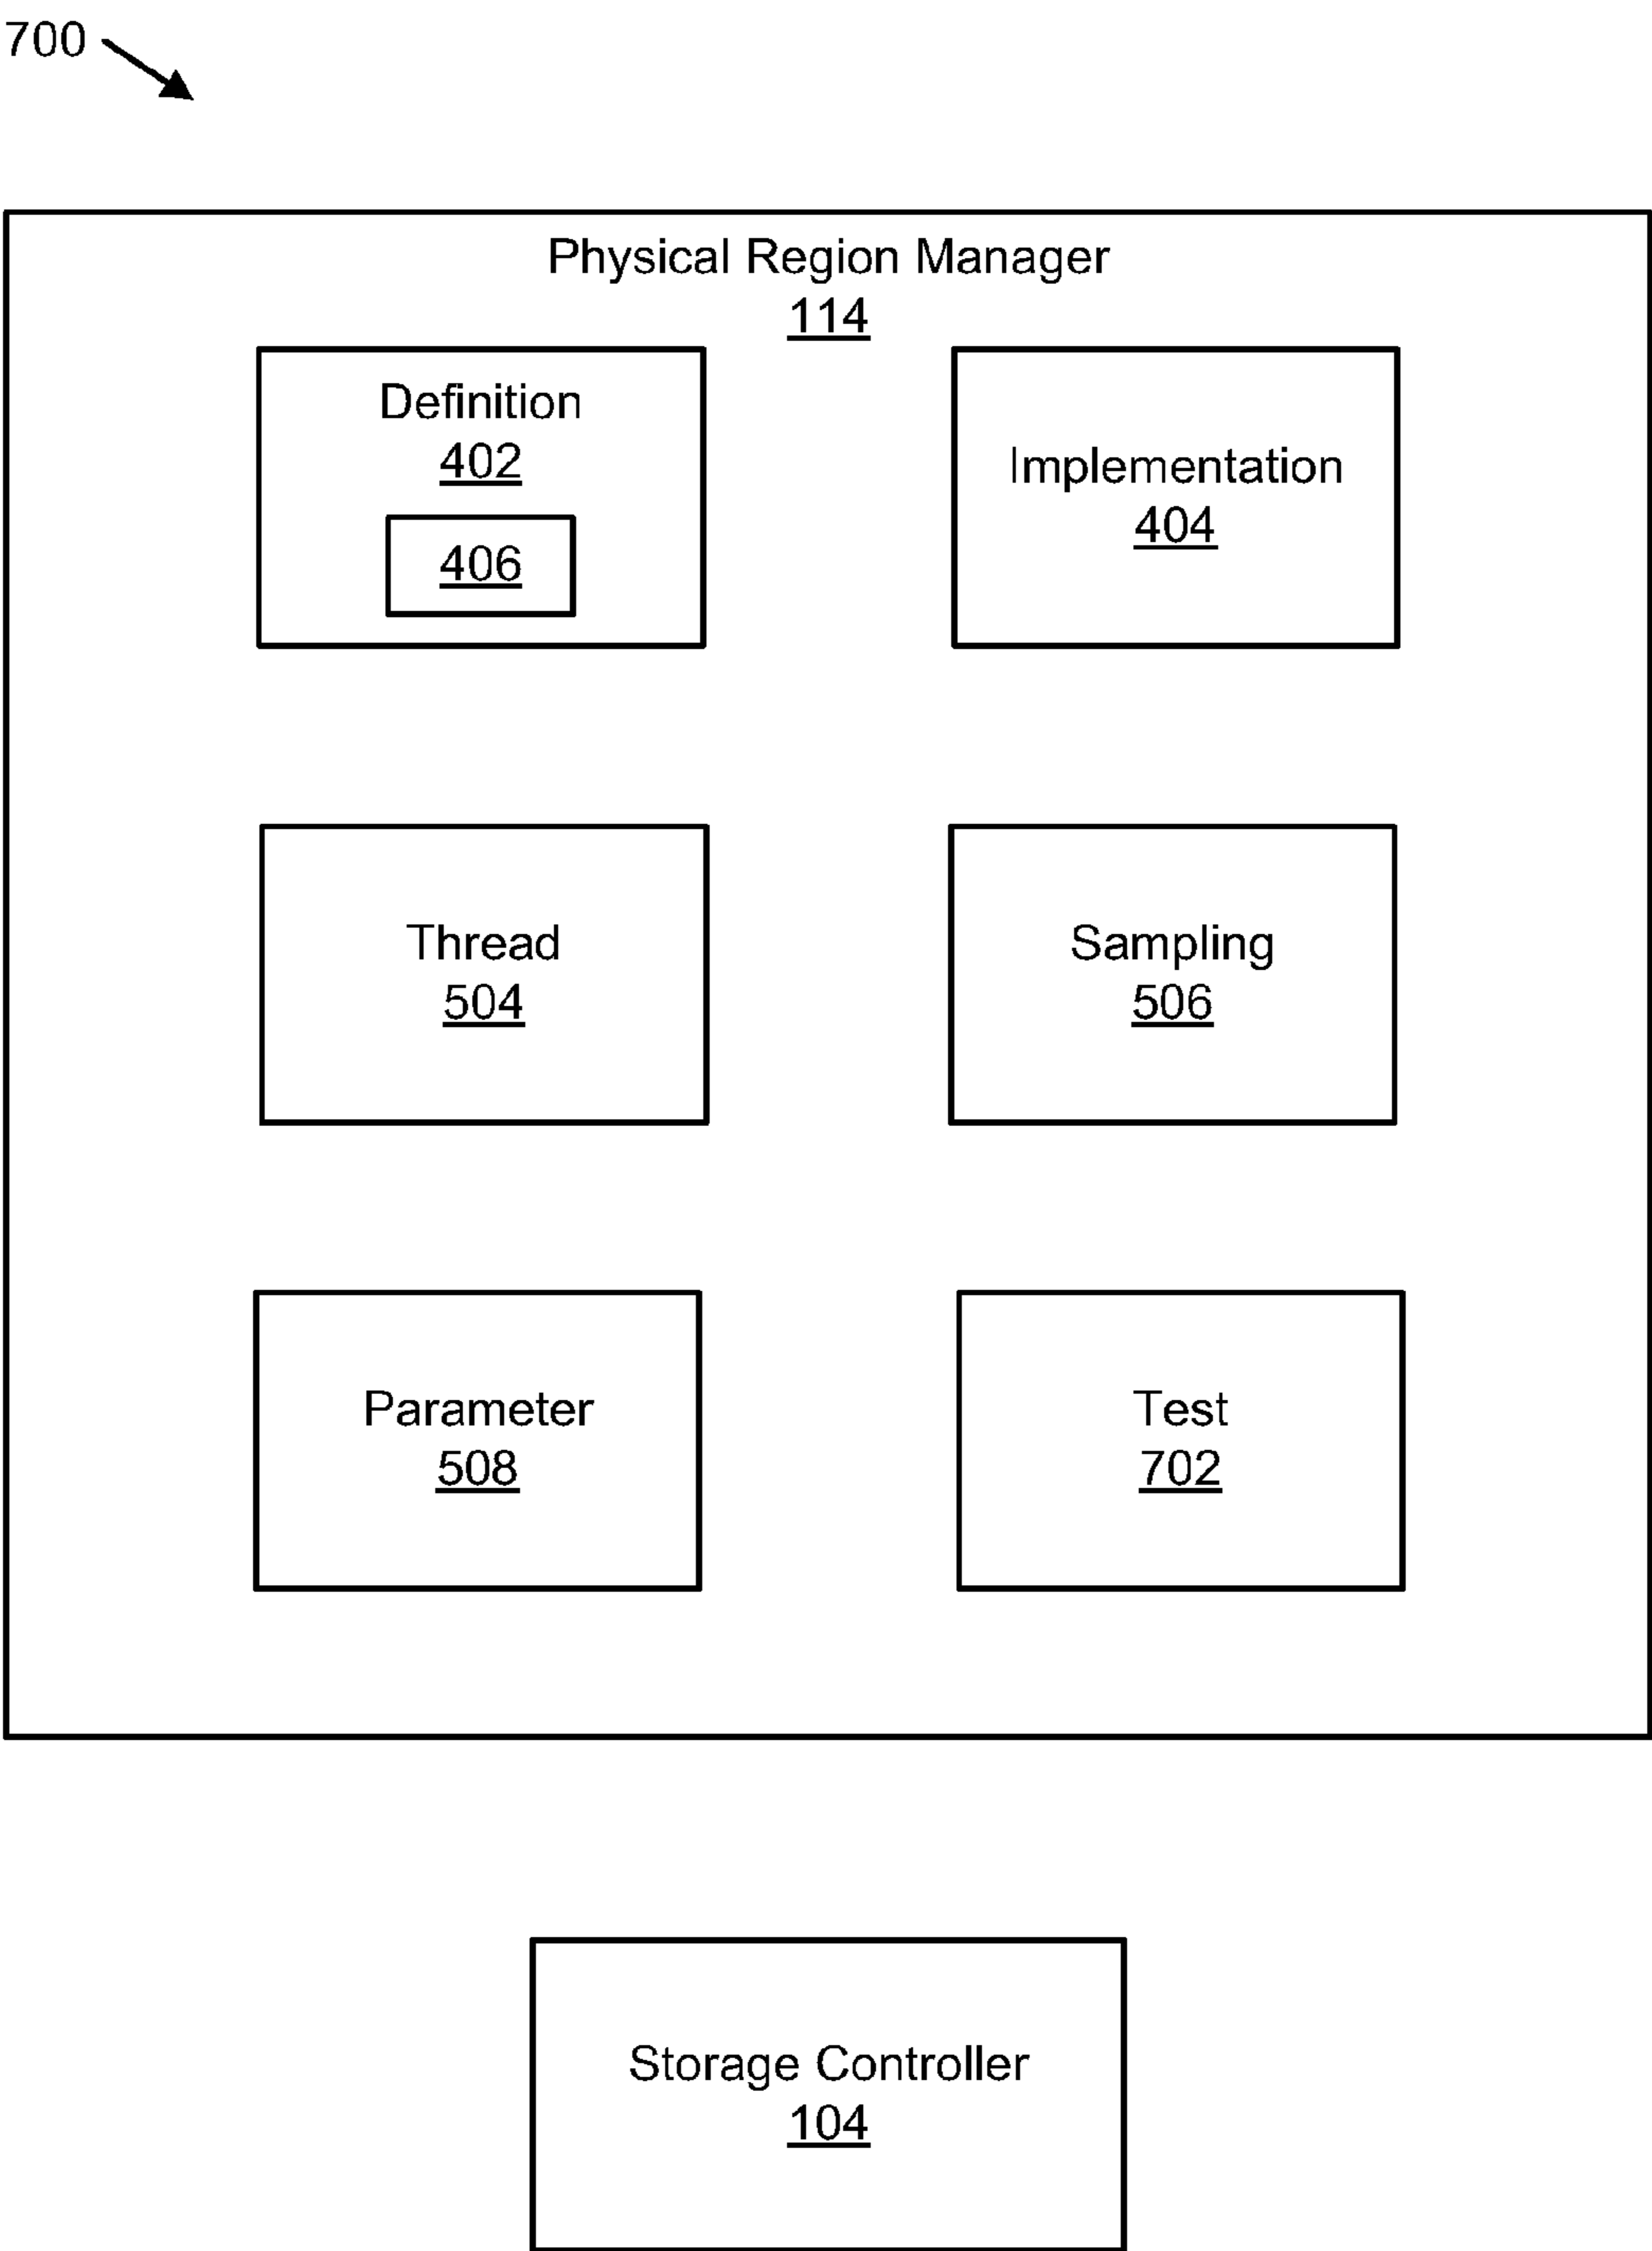 700
Physical Region Manager
114
Definition
402
406
Implementation
404
Thread
504
Sampling
506
Parameter
508
Test
702
Storage Controller
104